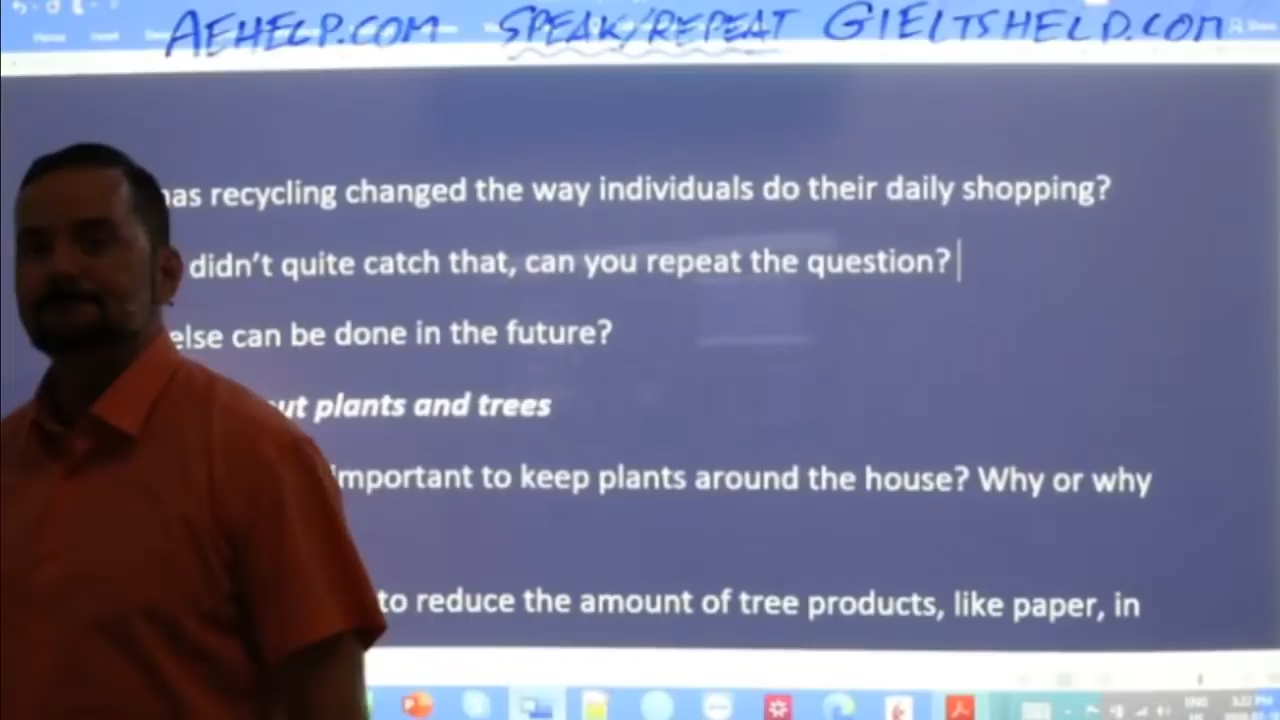 AEHELP.COM SPEAK/REPEAT GIELTSHELP.COM
has recycling changed the way individuals do their daily shopping?
didn't quite catch that, can you repeat the question?
else can be done in the future?
ut plants and trees
important to keep plants around the house? Why or why
to reduce the amount of tree products, like paper, in